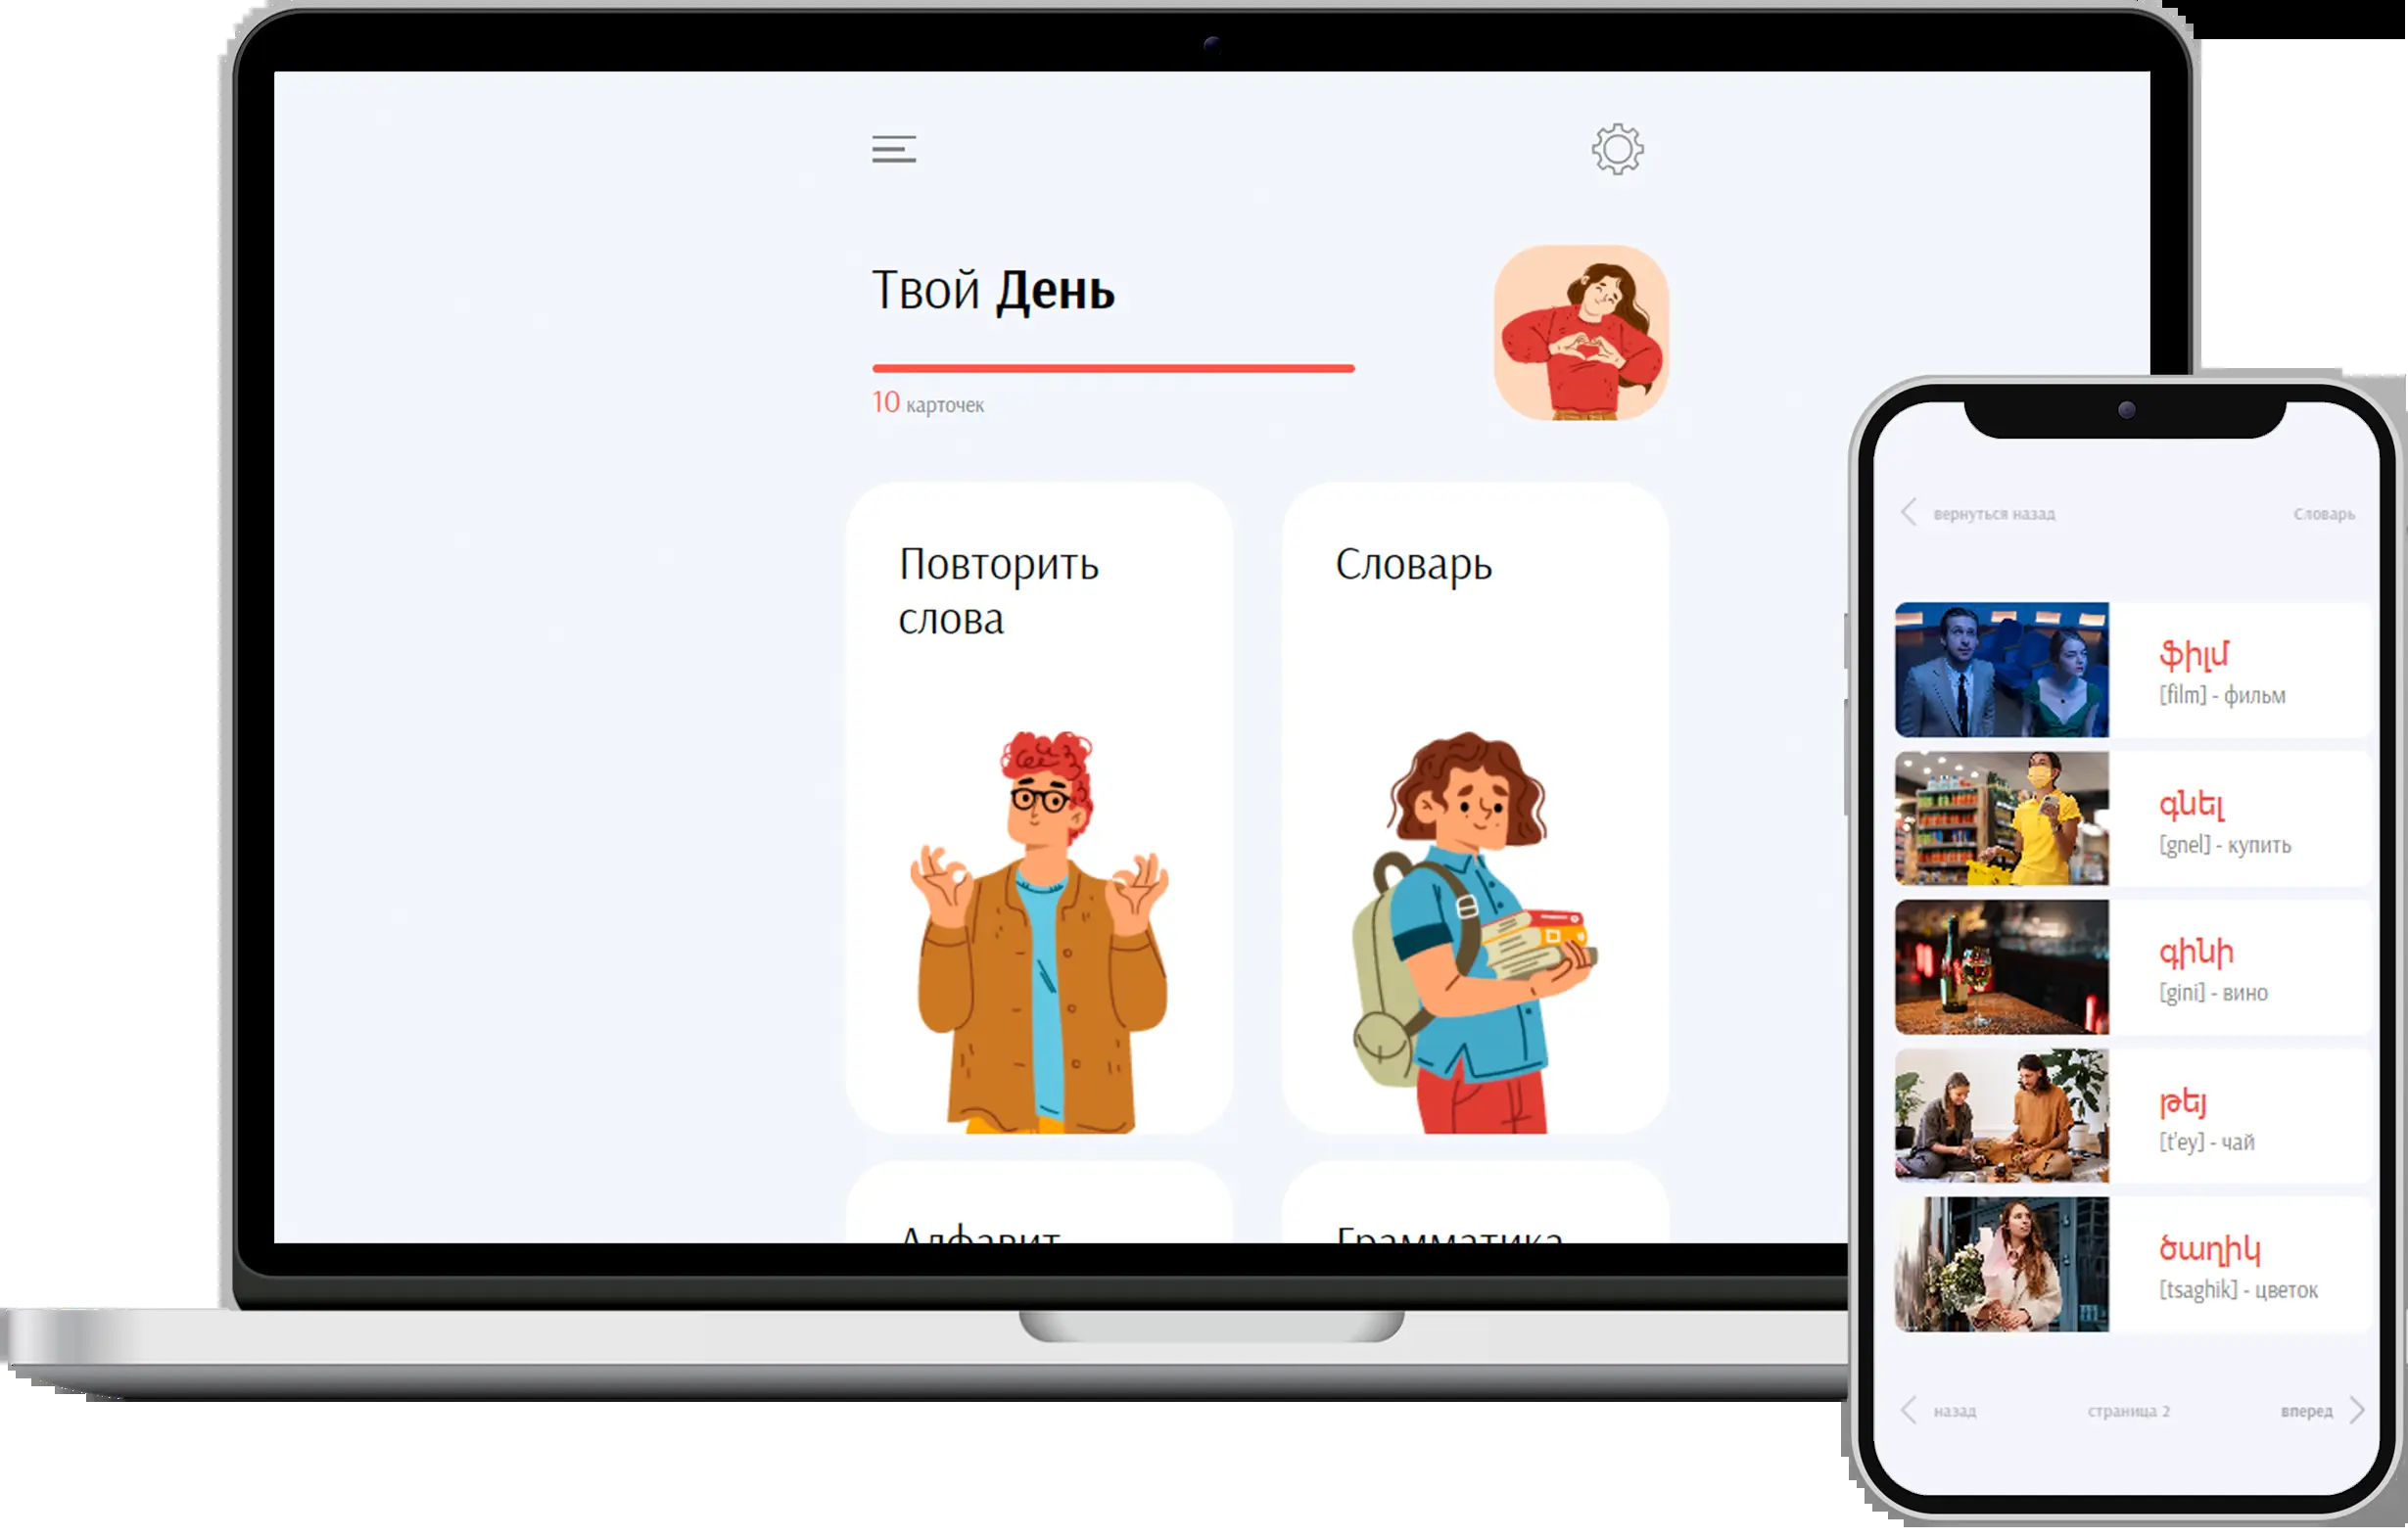 Твой День
10 карточек
Повторить
слова
Словарь
Алфавит
Грамматика
вернуться назад
Словарь
ֆիլմ
[film] - фильм
գնել
[gnel] - купить
գինի
[gini] - вино
թեյ
[t'ey] - чай
ծաղիկ
[tsaghik] - цветок
назад
страница 2
вперед